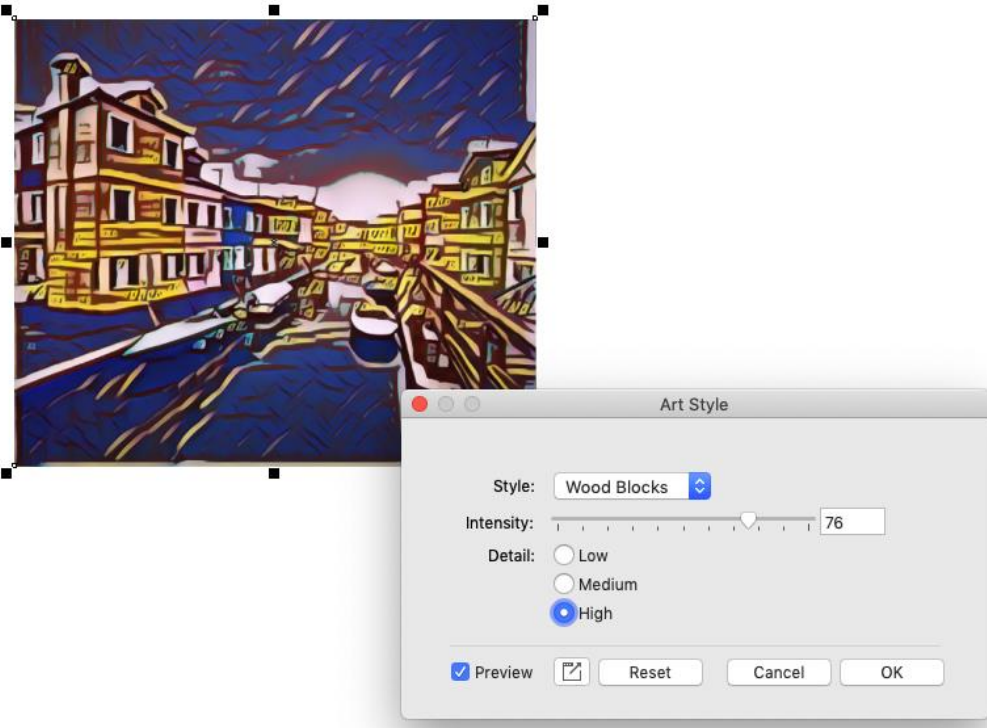 Art Style
Style: Wood Blocks
Intensity: 76
Detail: Low
Medium
High
Preview Reset Cancel OK